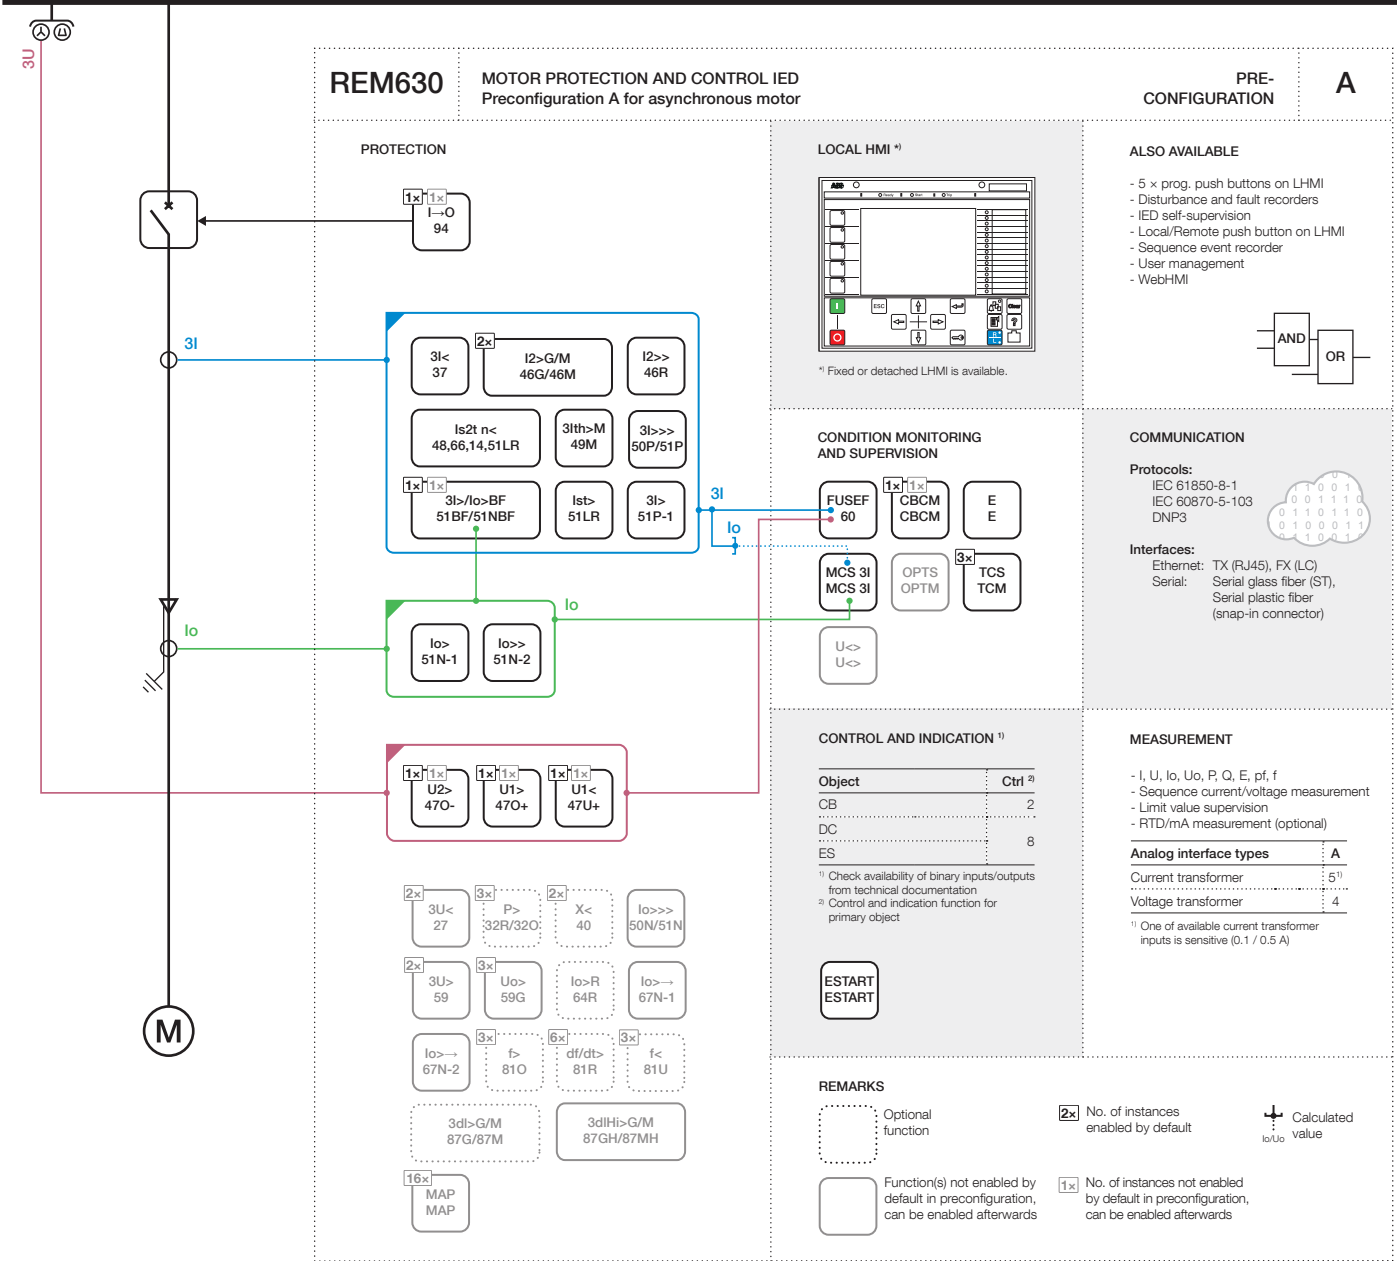 3U
REM630
MOTOR PROTECTION AND CONTROL IED
Preconfiguration A for asynchronous motor
PRE-
CONFIGURATION
A
PROTECTION
1× 1×
I→O
94
3I
3I<
37
2×
I2>G/M
46G/46M
I2>>
46R
Is2t n<
48,66,14,51LR
3Ith>M
49M
3I>>>
50P/51P
1× 1×
3I>/Io>BF
51BF/51NBF
Ist>
51LR
3I>
51P-1
3I
Io
Io
Io
Io>
51N-1
Io>>
51N-2
1× 1×
U2>
47O-
1× 1×
U1>
47O+
1× 1×
U1<
47U+
2×
3U<
27
3×
P>
32R/32O
2×
X<
40
Io>>>
50N/51N
2×
3U>
59
3×
Uo>
59G
Io>R
64R
Io>→
67N-1
Io>→
67N-2
3×
f>
81O
6×
df/dt>
81R
3×
f<
81U
3dI>G/M
87G/87M
3dIHi>G/M
87GH/87MH
16×
MAP
MAP
M
LOCAL HMI *)
ABB
Ready Start Trip
ESC
Clear
R
L
I
O
?
*) Fixed or detached LHMI is available.
ALSO AVAILABLE
- 5 × prog. push buttons on LHMI
- Disturbance and fault recorders
- IED self-supervision
- Local/Remote push button on LHMI
- Sequence event recorder
- User management
- WebHMI
AND
OR
CONDITION MONITORING
AND SUPERVISION
FUSEF
60
1× 1×
CBCM
CBCM
E
E
MCS 3I
MCS 3I
OPTS
OPTM
3×
TCS
TCM
U<>
U<>
COMMUNICATION
Protocols:
IEC 61850-8-1
IEC 60870-5-103
DNP3
Interfaces:
Ethernet: TX (RJ45), FX (LC)
Serial: Serial glass fiber (ST),
Serial plastic fiber
(snap-in connector)
CONTROL AND INDICATION 1)
Object Ctrl 2)
CB 2
DC
8
ES
1) Check availability of binary inputs/outputs
from technical documentation
2) Control and indication function for
primary object
ESTART
ESTART
MEASUREMENT
- I, U, Io, Uo, P, Q, E, pf, f
- Sequence current/voltage measurement
- Limit value supervision
- RTD/mA measurement (optional)
Analog interface types A
Current transformer 5 1)
Voltage transformer 4
1) One of available current transformer
inputs is sensitive (0.1 / 0.5 A)
REMARKS
Optional
function
2× No. of instances
enabled by default
Io/Uo
Calculated
value
Function(s) not enabled by
default in preconfiguration,
can be enabled afterwards
1× No. of instances not enabled
by default in preconfiguration,
can be enabled afterwards